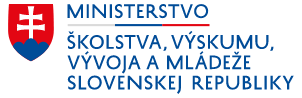 MINISTERSTVO
ŠKOLSTVA, VÝSKUMU,
VÝVOJA A MLÁDEŽE
SLOVENSKEJ REPUBLIKY